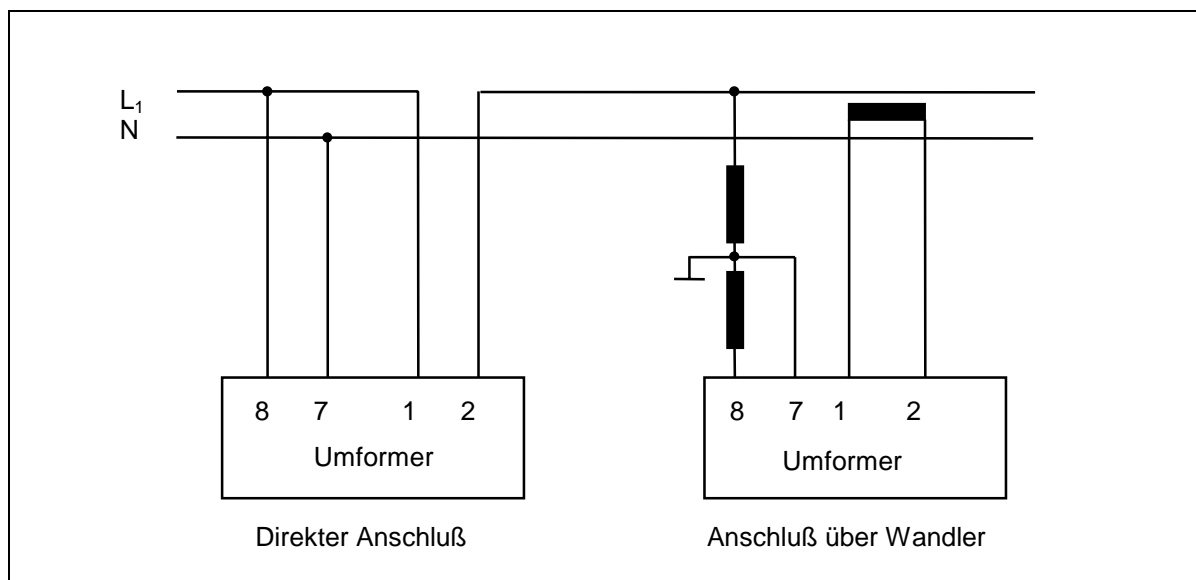 L₁
N
8 7 1 2
Umformer
Direkter Anschluß
8 7 1 2
Umformer
Anschluß über Wandler